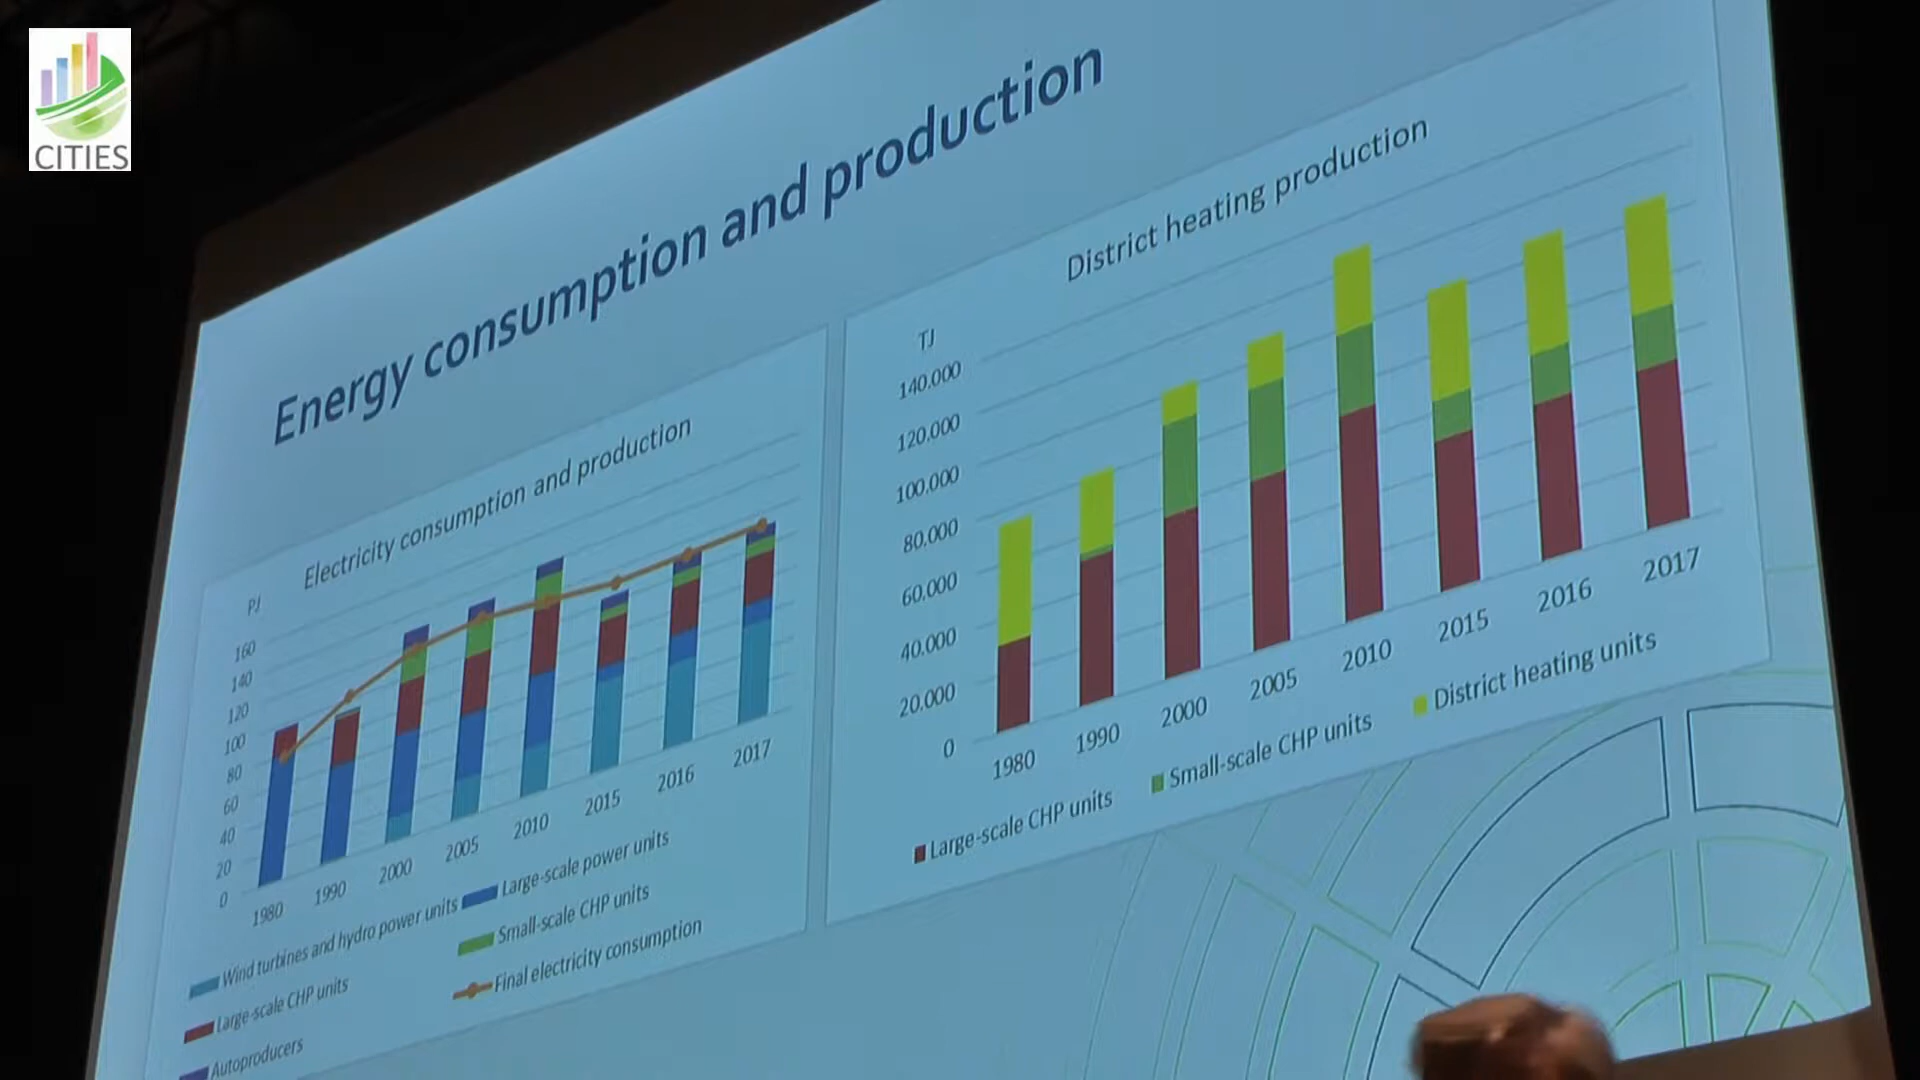 CITIES
Energy consumption and production
Electricity consumption and production
PJ
160
140
120
100
80
60
40
20
0
1980
1990
2000
2005
2010
2015
2016
2017
Wind turbines and hydro power units
Large-scale power units
Large-scale CHP units
Small-scale CHP units
Autoproducers
Final electricity consumption
District heating production
TJ
140.000
120.000
100.000
80.000
60.000
40.000
20.000
0
1980
1990
2000
2005
2010
2015
2016
2017
Large-scale CHP units
Small-scale CHP units
District heating units